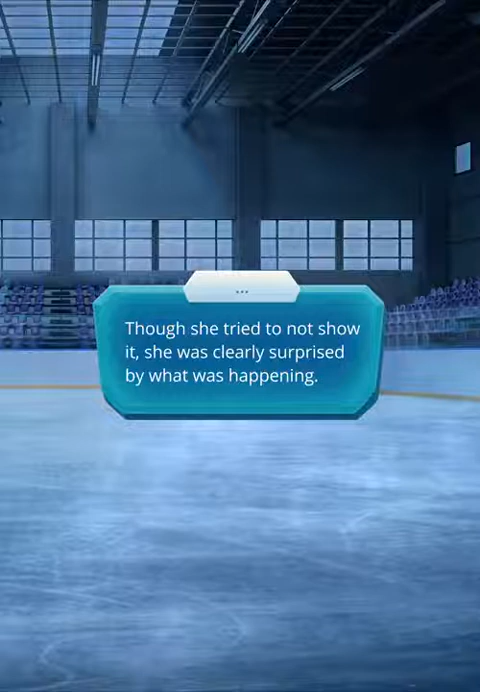 ...
Though she tried to not show
it, she was clearly surprised
by what was happening.